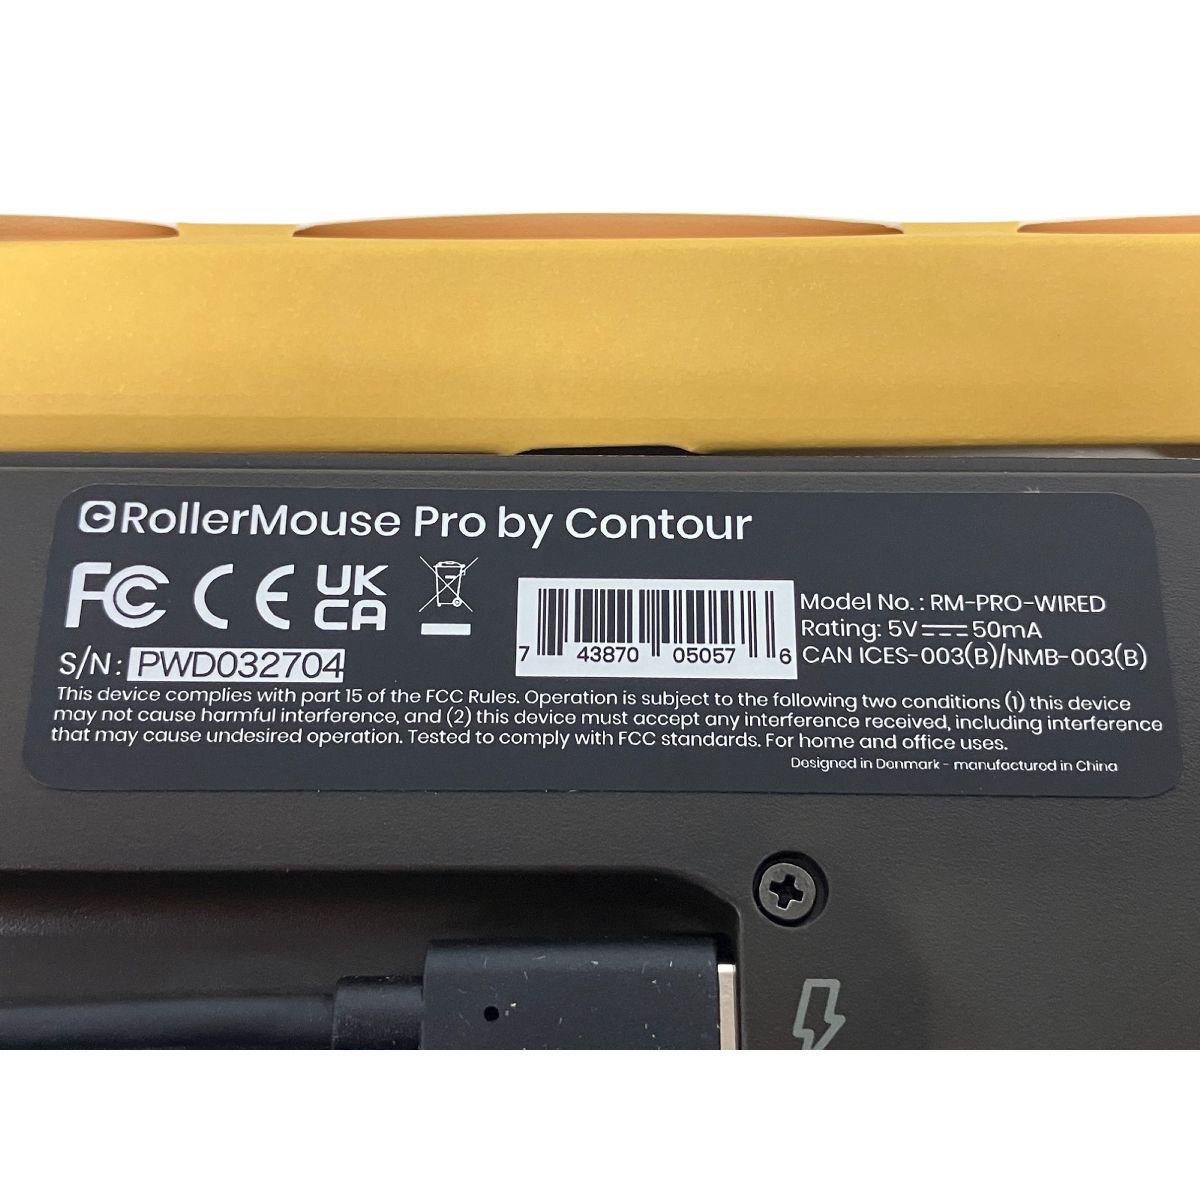 RollerMouse Pro by Contour
FC CE UK CA
Model No. : RM-PRO-WIRED
Rating: 5V⎓50mA
7 43870 05057 6
CAN ICES-003(B)/NMB-003(B)
S/N: PWD032704
This device complies with part 15 of the FCC Rules. Operation is subject to the following two conditions (1) this device
may not cause harmful interference, and (2) this device must accept any interference received, including interference
that may cause undesired operation. Tested to comply with FCC standards. For home and office uses.
Designed in Denmark - manufactured in China